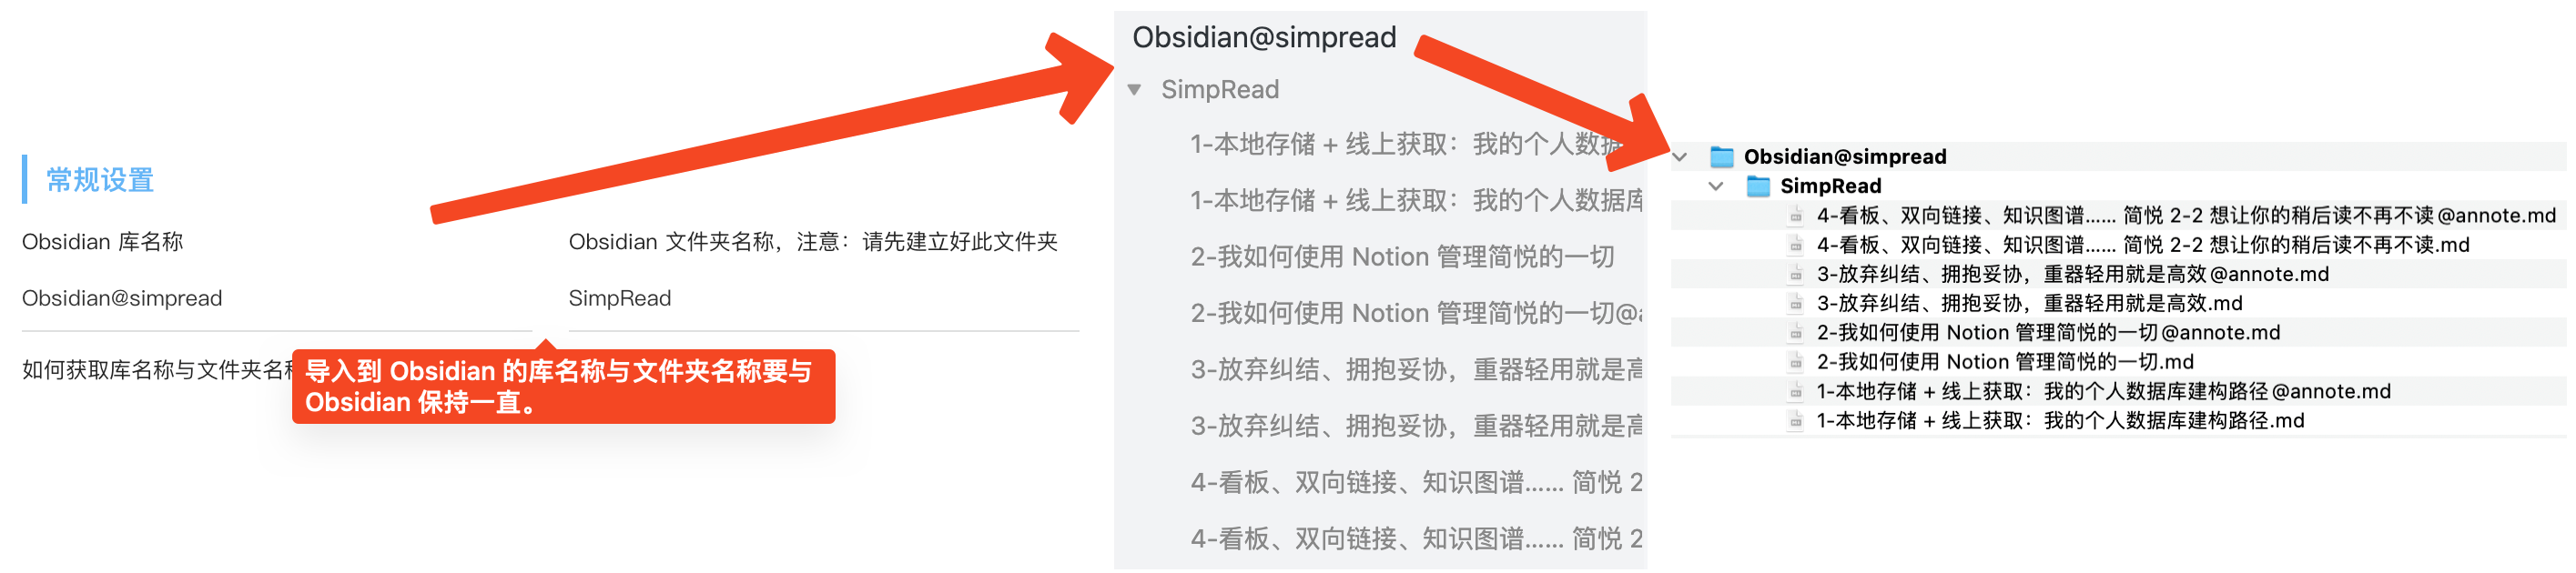 常规设置
Obsidian 库名称
Obsidian 文件夹名称，注意：请先建立好此文件夹
Obsidian@simpread
SimpRead
如何获取库名称与文件夹名
导入到 Obsidian 的库名称与文件夹名称要与
Obsidian 保持一直。
Obsidian@simpread
SimpRead
1-本地存储 + 线上获取：我的个人数
1-本地存储 + 线上获取：我的个人数据库
2-我如何使用 Notion 管理简悦的一切
2-我如何使用 Notion 管理简悦的一切@a
3-放弃纠结、拥抱妥协，重器轻用就是高
3-放弃纠结、拥抱妥协，重器轻用就是高
4-看板、双向链接、知识图谱…… 简悦 2
4-看板、双向链接、知识图谱…… 简悦 2
Obsidian@simpread
SimpRead
4-看板、双向链接、知识图谱…… 简悦 2-2 想让你的稍后读不再不读@annote.md
4-看板、双向链接、知识图谱…… 简悦 2-2 想让你的稍后读不再不读.md
3-放弃纠结、拥抱妥协，重器轻用就是高效@annote.md
3-放弃纠结、拥抱妥协，重器轻用就是高效.md
2-我如何使用 Notion 管理简悦的一切@annote.md
2-我如何使用 Notion 管理简悦的一切.md
1-本地存储 + 线上获取：我的个人数据库建构路径@annote.md
1-本地存储 + 线上获取：我的个人数据库建构路径.md